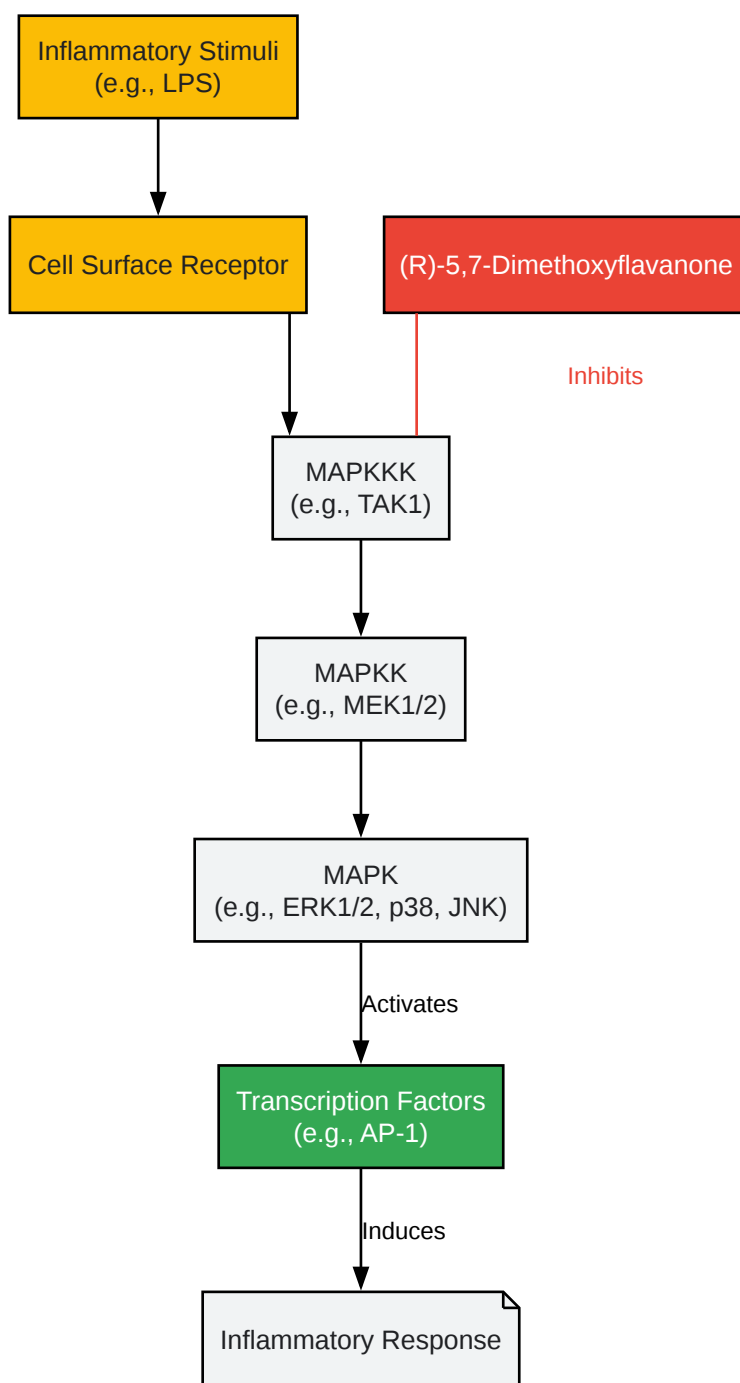 Inflammatory Stimuli
(e.g., LPS)
Cell Surface Receptor
(R)-5,7-Dimethoxyflavanone
Inhibits
MAPKKK
(e.g., TAK1)
MAPKK
(e.g., MEK1/2)
MAPK
(e.g., ERK1/2, p38, JNK)
Activates
Transcription Factors
(e.g., AP-1)
Induces
Inflammatory Response